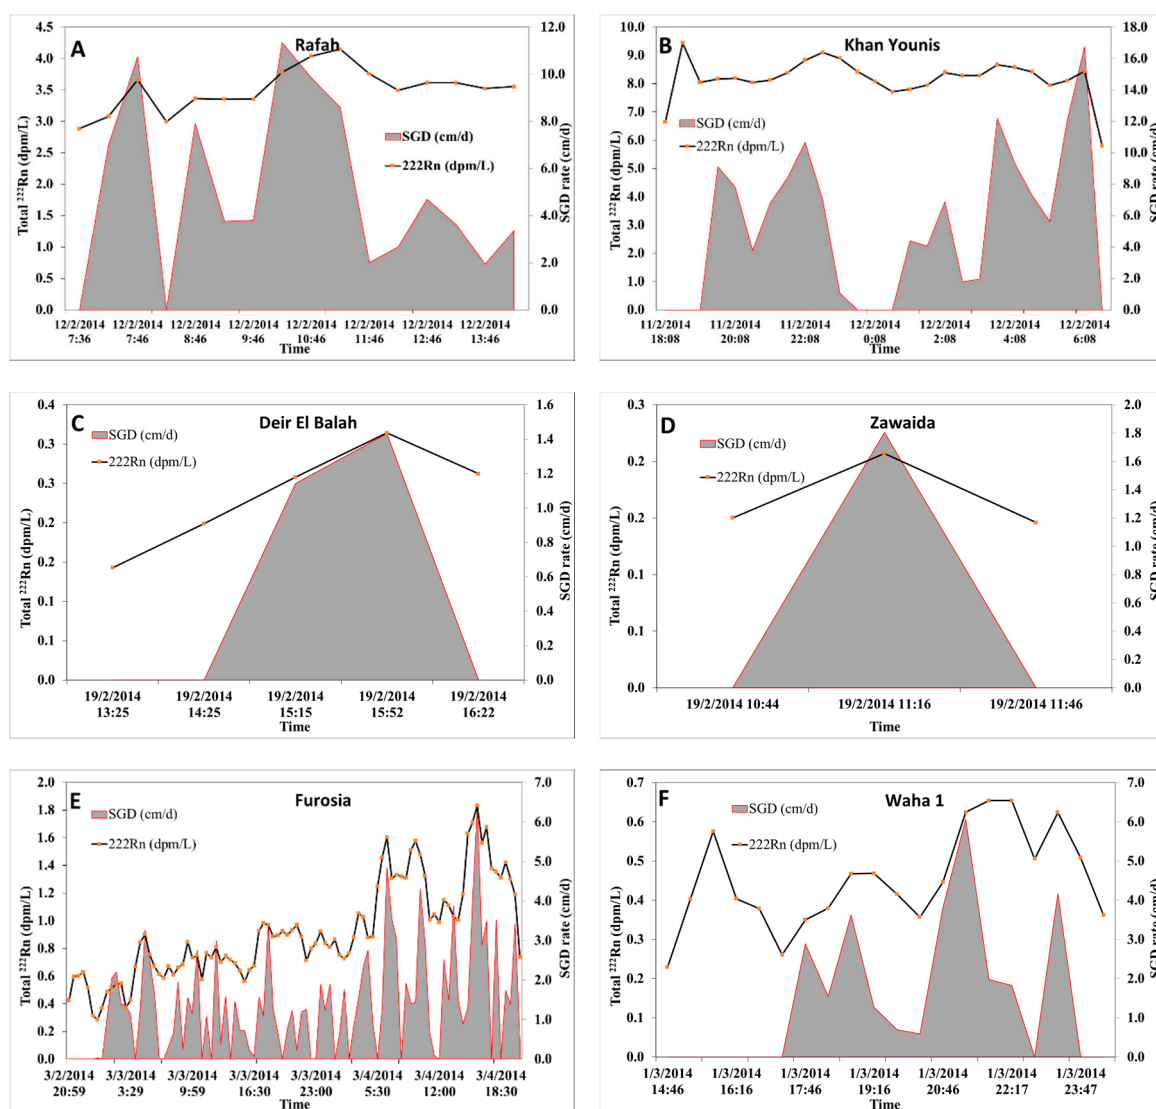 A
Rafah
Total ²²²Rn (dpm/L)
4.5
4.0
3.5
3.0
2.5
2.0
1.5
1.0
0.5
0.0
12.0
10.0
8.0
6.0
4.0
2.0
0.0
SGD rate (cm/d)
SGD (cm/d)
222Rn (dpm/L)
12/2/2014 12/2/2014 12/2/2014 12/2/2014 12/2/2014 12/2/2014 12/2/2014 12/2/2014
7:36 7:46 8:46 9:46 10:46 11:46 12:46 13:46
Time
B
Khan Younis
Total ²²²Rn (dpm/L)
10.0
9.0
8.0
7.0
6.0
5.0
4.0
3.0
2.0
1.0
0.0
18.0
16.0
14.0
12.0
10.0
8.0
6.0
4.0
2.0
0.0
SGD rate (cm/d)
SGD (cm/d)
222Rn (dpm/L)
11/2/2014 11/2/2014 11/2/2014 12/2/2014 12/2/2014 12/2/2014 12/2/2014
18:08 20:08 22:08 0:08 2:08 4:08 6:08
Time
C
Deir El Balah
Total ²²²Rn (dpm/L)
0.4
0.3
0.3
0.2
0.2
0.1
0.1
0.0
1.6
1.4
1.2
1.0
0.8
0.6
0.4
0.2
0.0
SGD rate (cm/d)
SGD (cm/d)
222Rn (dpm/L)
19/2/2014 19/2/2014 19/2/2014 19/2/2014 19/2/2014
13:25 14:25 15:15 15:52 16:22
Time
D
Zawaida
Total ²²²Rn (dpm/L)
0.3
0.2
0.2
0.1
0.1
0.0
2.0
1.8
1.6
1.4
1.2
1.0
0.8
0.6
0.4
0.2
0.0
SGD rate (cm/d)
SGD (cm/d)
222Rn (dpm/L)
19/2/2014 10:44 19/2/2014 11:16 19/2/2014 11:46
Time
E
Furosia
Total ²²²Rn (dpm/L)
2.0
1.8
1.6
1.4
1.2
1.0
0.8
0.6
0.4
0.2
0.0
7.0
6.0
5.0
4.0
3.0
2.0
1.0
0.0
SGD rate (cm/d)
SGD (cm/d)
222Rn (dpm/L)
3/2/2014 3/3/2014 3/3/2014 3/3/2014 3/3/2014 3/4/2014 3/4/2014 3/4/2014
20:59 3:29 9:59 16:30 23:00 5:30 12:00 18:30
Time
F
Waha 1
Total ²²²Rn (dpm/L)
0.7
0.6
0.5
0.4
0.3
0.2
0.1
0.0
7.0
6.0
5.0
4.0
3.0
2.0
1.0
0.0
SGD rate (cm/d)
SGD (cm/d)
222Rn (dpm/L)
1/3/2014 1/3/2014 1/3/2014 1/3/2014 1/3/2014 1/3/2014 1/3/2014
14:46 16:16 17:46 19:16 20:46 22:17 23:47
Time